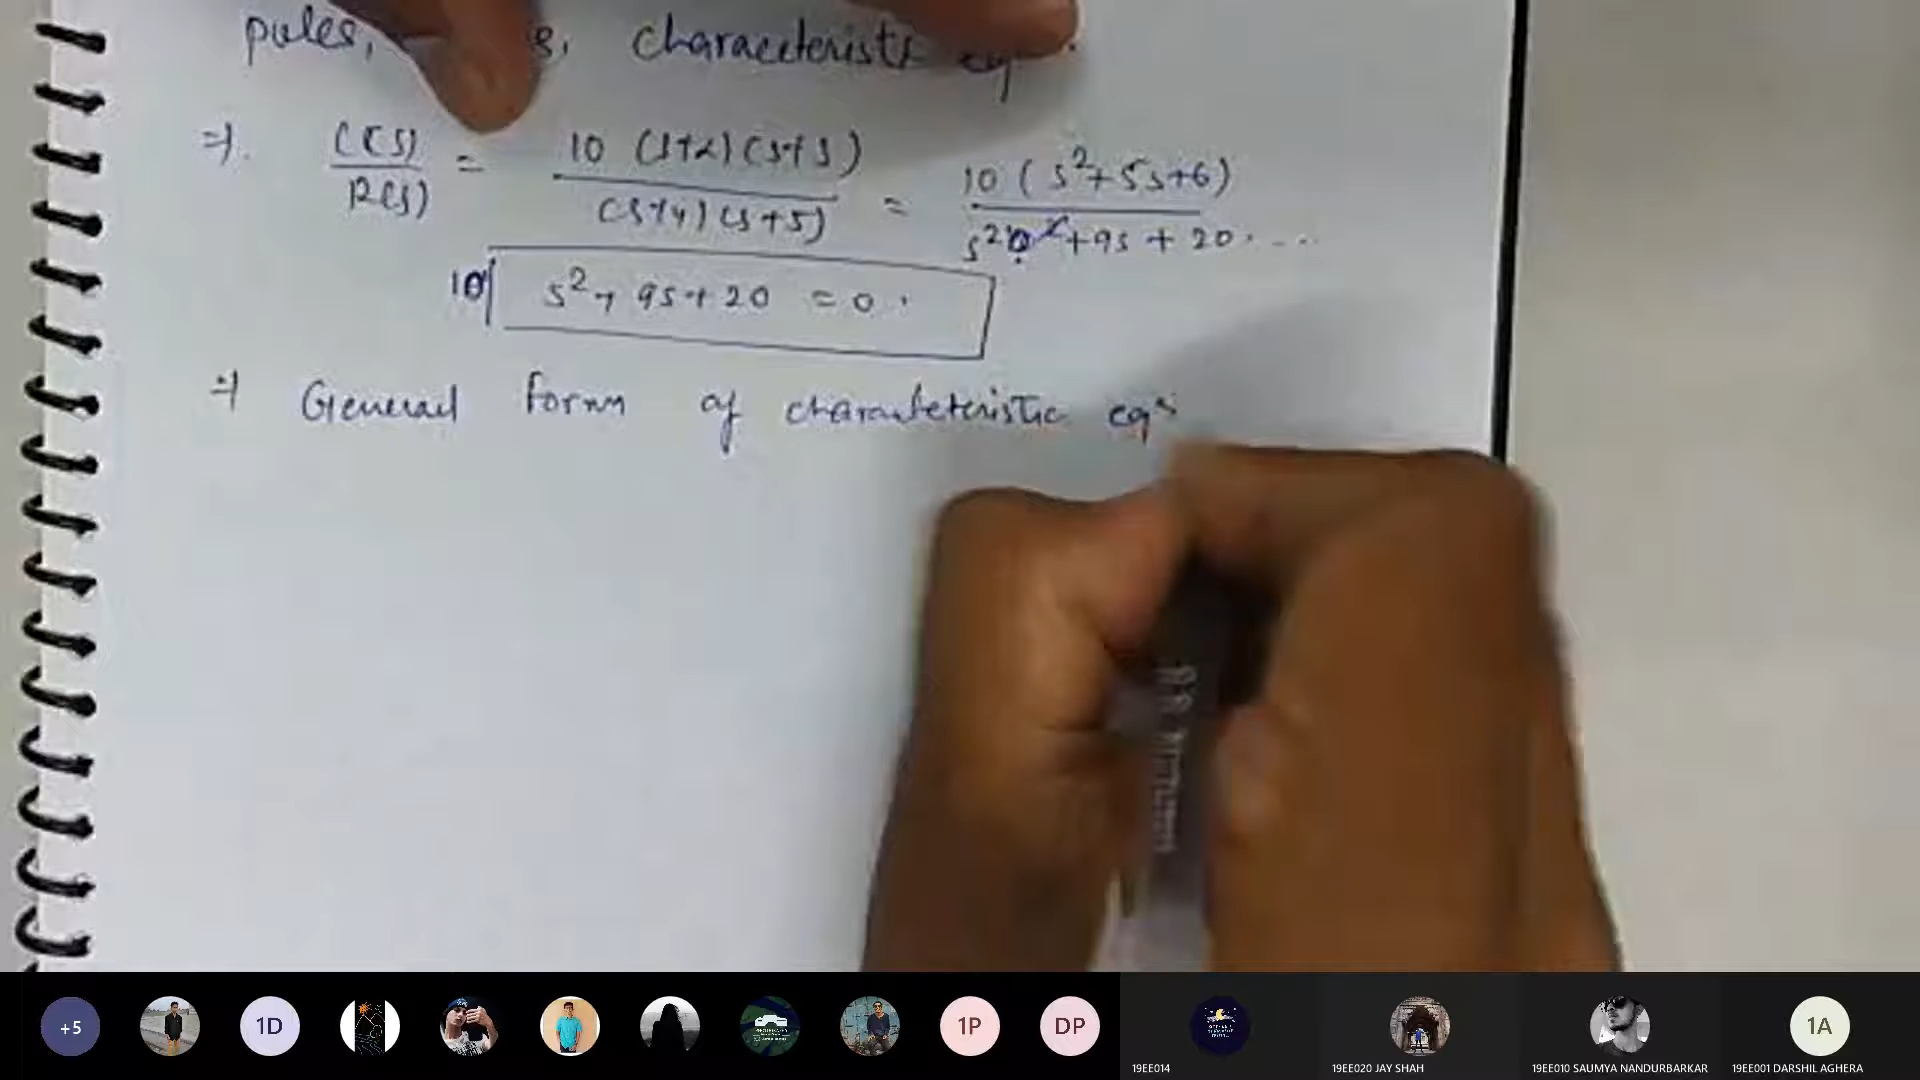 poles, characteristic eq
=> C(s) / R(s) = 10 (s+2)(s+3) / (s+4)(s+5) = 10 (s²+5s+6) / s² +9s + 20 . ...
10 s² + 9s + 20 = 0 .
=> General form of characteristic eqⁿ
+5
1D
1P
DP
1A
19EE014
19EE020 JAY SHAH
19EE010 SAUMYA NANDURBARKAR
19EE001 DARSHIL AGHERA